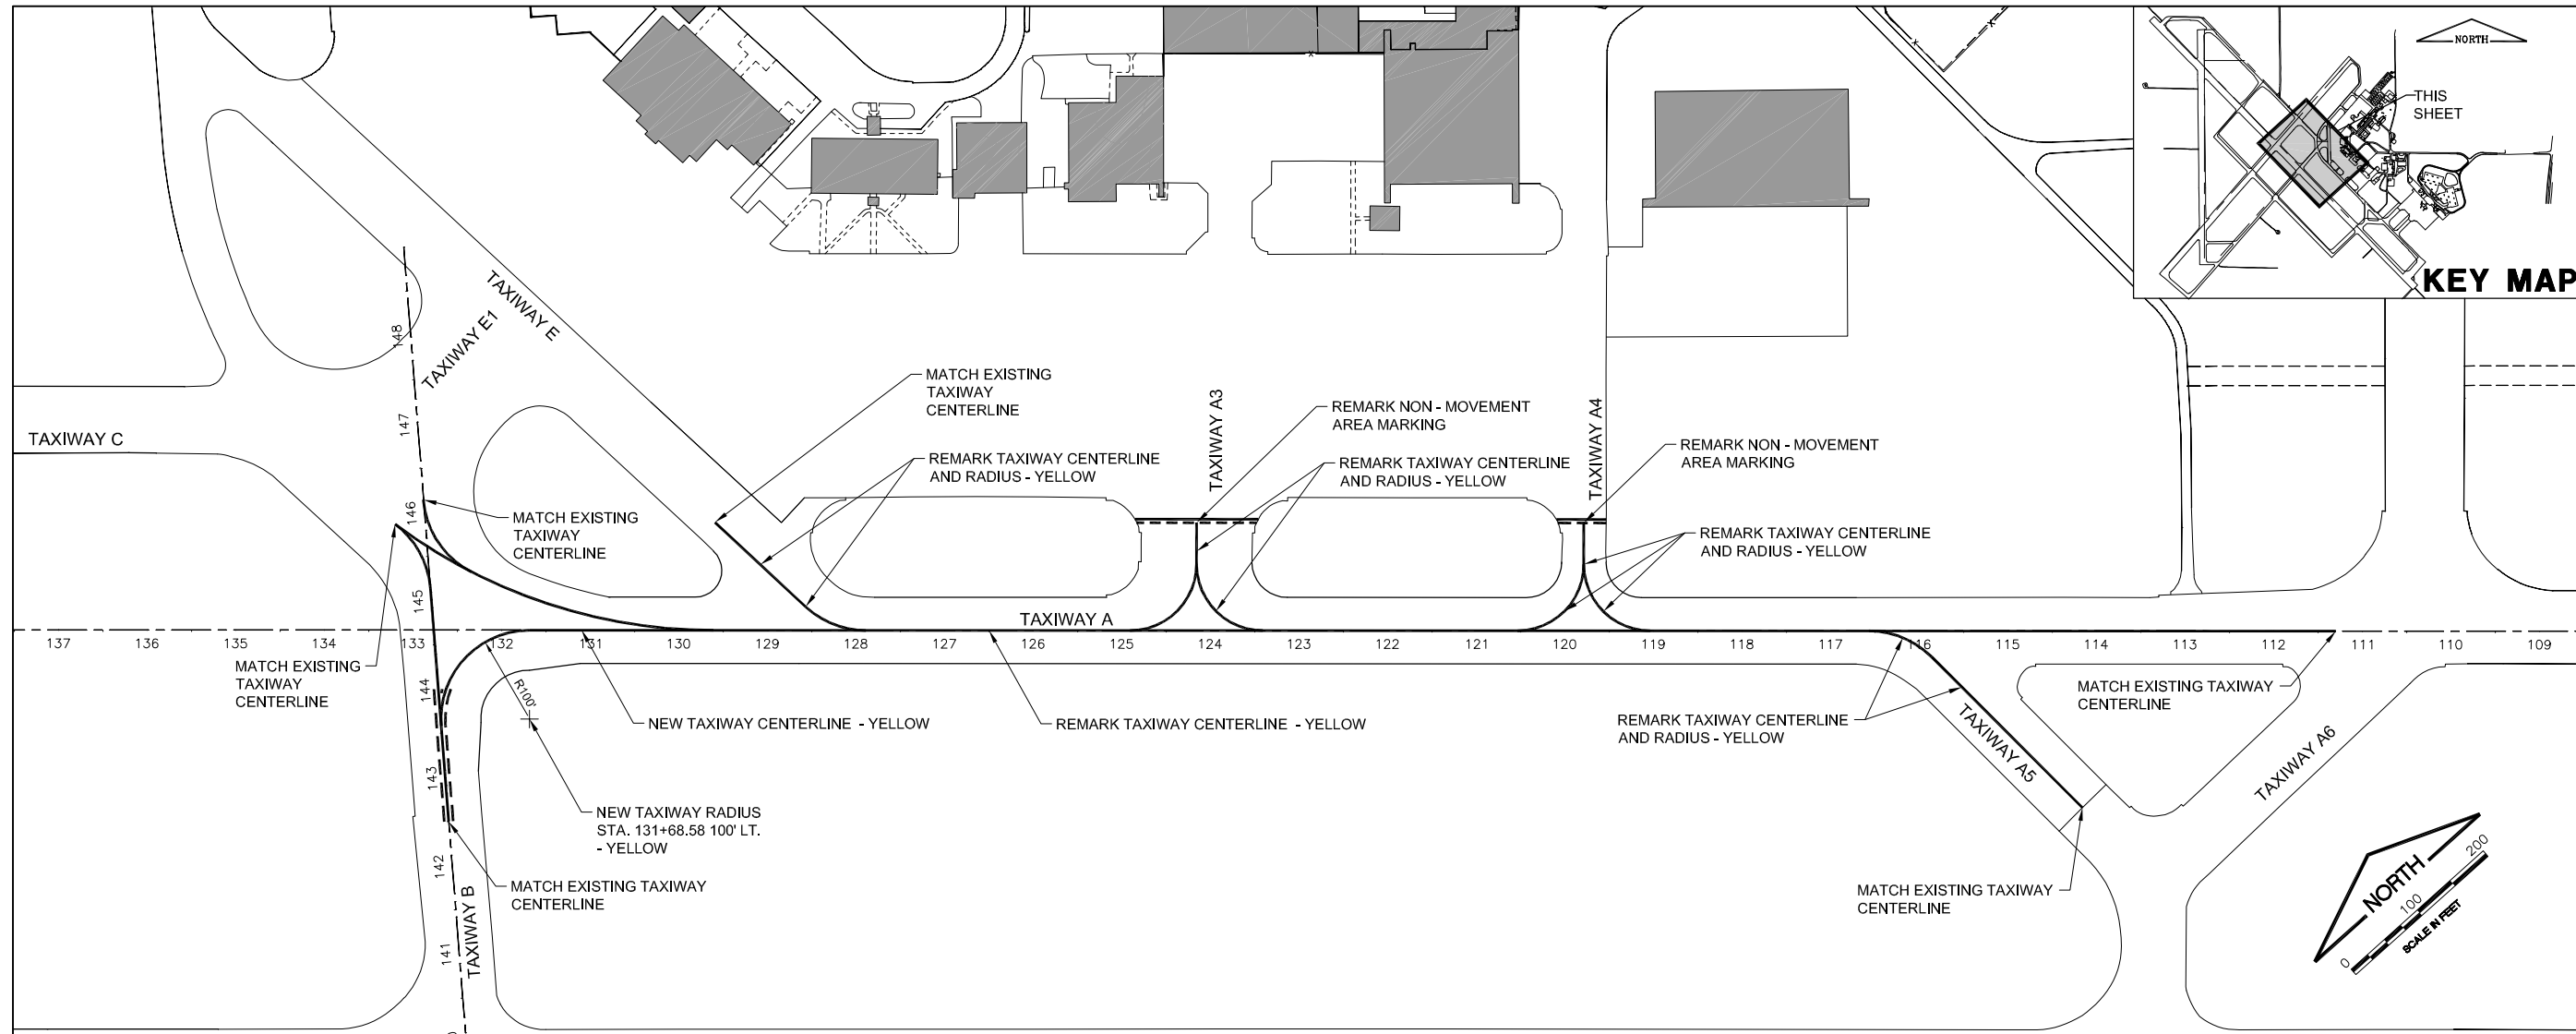 NORTH
THIS
SHEET
KEY MAP
TAXIWAY E
TAXIWAY E1
TAXIWAY C
148
147
146
145
144
143
142
141
MATCH EXISTING
TAXIWAY
CENTERLINE
REMARK TAXIWAY CENTERLINE
AND RADIUS - YELLOW
MATCH EXISTING
TAXIWAY
CENTERLINE
TAXIWAY A3
REMARK NON - MOVEMENT
AREA MARKING
REMARK TAXIWAY CENTERLINE
AND RADIUS - YELLOW
TAXIWAY A4
REMARK NON - MOVEMENT
AREA MARKING
REMARK TAXIWAY CENTERLINE
AND RADIUS - YELLOW
TAXIWAY A
137 136 135 134 133 132 131 130 129 128 127 126 125 124 123 122 121 120 119 118 117 116 115 114 113 112 111 110 109
MATCH EXISTING
TAXIWAY
CENTERLINE
R100'
NEW TAXIWAY CENTERLINE - YELLOW
REMARK TAXIWAY CENTERLINE - YELLOW
REMARK TAXIWAY CENTERLINE
AND RADIUS - YELLOW
MATCH EXISTING TAXIWAY
CENTERLINE
TAXIWAY A5
TAXIWAY A6
NEW TAXIWAY RADIUS
STA. 131+68.58 100' LT.
- YELLOW
MATCH EXISTING TAXIWAY
CENTERLINE
TAXIWAY B
MATCH EXISTING TAXIWAY
CENTERLINE
NORTH
0 100 200
SCALE IN FEET